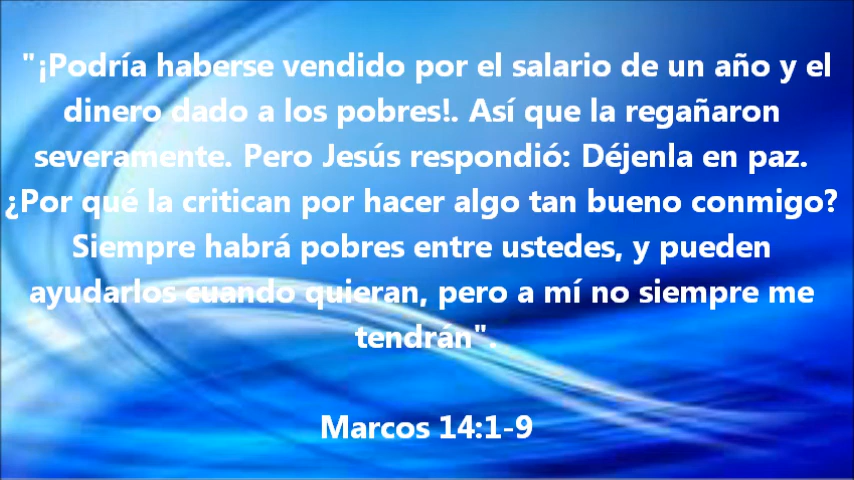 "¡Podría haberse vendido por el salario de un año y el
dinero dado a los pobres!. Así que la regañaron
severamente. Pero Jesús respondió: Déjenla en paz.
¿Por qué la critican por hacer algo tan bueno conmigo?
Siempre habrá pobres entre ustedes, y pueden
ayudarlos cuando quieran, pero a mí no siempre me
tendrán".
Marcos 14:1-9